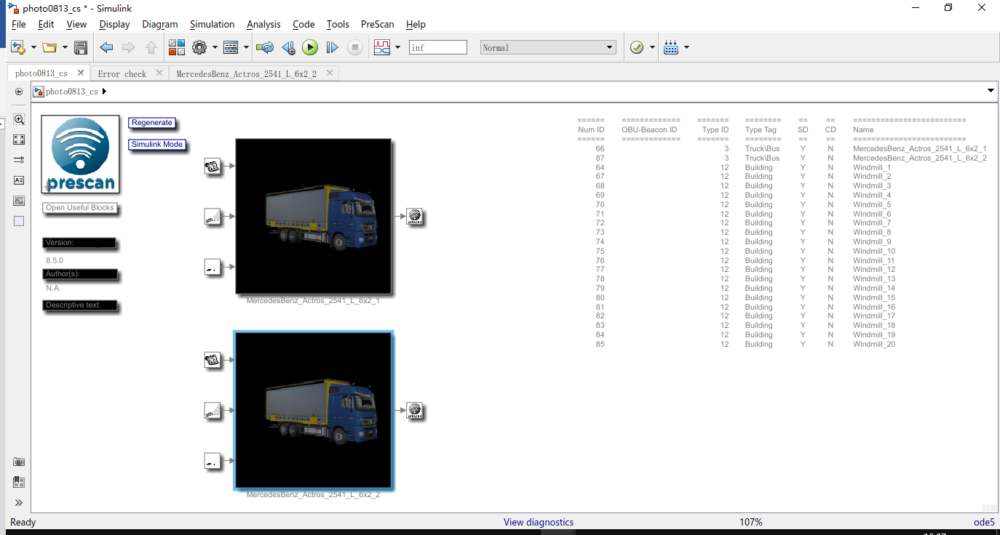 photo0813_cs * - Simulink
File Edit View Display Diagram Simulation Analysis Code Tools PreScan Help
inf Normal
photo0813_cs Error check MercedesBenz_Actros_2541_L_6x2_2
photo0813_cs
prescan
Regenerate
Simulink Mode
Open Useful Blocks
Version:
8.5.0
Author(s):
N.A.
Descriptive text:
MercedesBenz_Actros_2541_L_6x2_1
prescan
MercedesBenz_Actros_2541_L_6x2_2
prescan
====== ============= ======= ======== == == =========================
Num ID OBU-Beacon ID Type ID Type Tag SD CD Name
====== ============= ======= ======== == == =========================
66 3 Truck\Bus Y N MercedesBenz_Actros_2541_L_6x2_1
87 3 Truck\Bus Y N MercedesBenz_Actros_2541_L_6x2_2
64 12 Building Y N Windmill_1
67 12 Building Y N Windmill_2
68 12 Building Y N Windmill_3
69 12 Building Y N Windmill_4
70 12 Building Y N Windmill_5
71 12 Building Y N Windmill_6
72 12 Building Y N Windmill_7
73 12 Building Y N Windmill_8
74 12 Building Y N Windmill_9
75 12 Building Y N Windmill_10
76 12 Building Y N Windmill_11
77 12 Building Y N Windmill_12
78 12 Building Y N Windmill_13
79 12 Building Y N Windmill_14
80 12 Building Y N Windmill_15
81 12 Building Y N Windmill_16
82 12 Building Y N Windmill_17
83 12 Building Y N Windmill_18
84 12 Building Y N Windmill_19
85 12 Building Y N Windmill_20
Ready View diagnostics 107% ode5